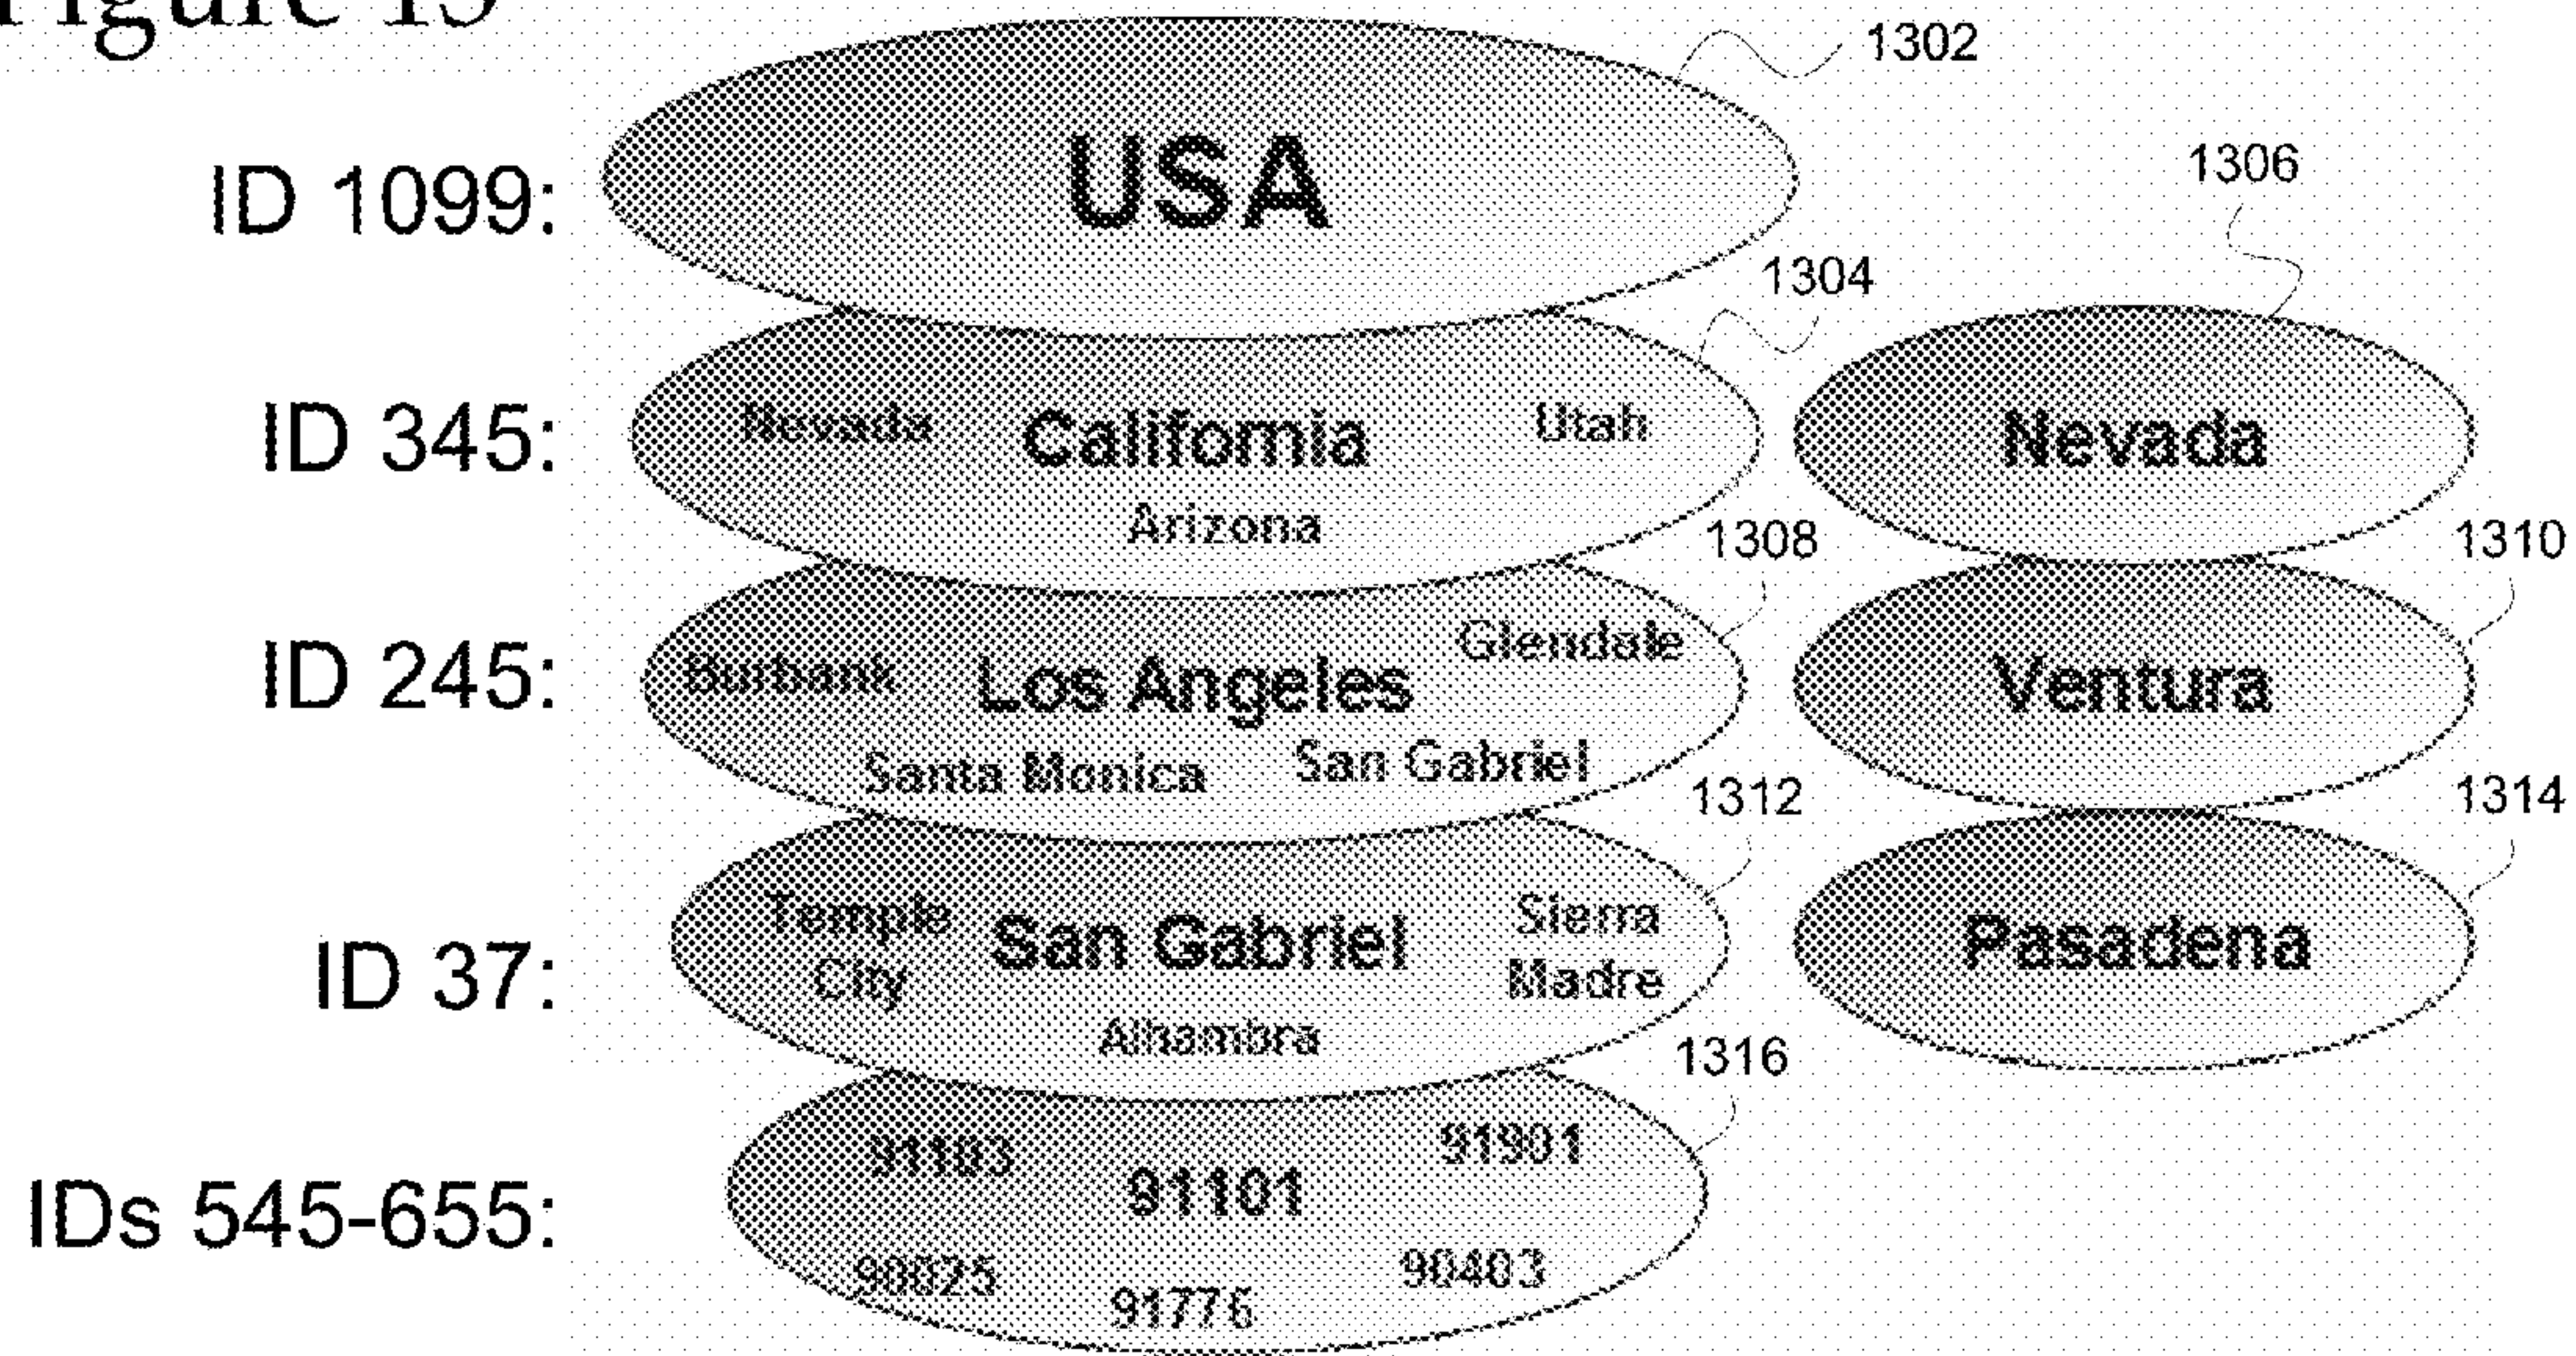 Figure 13
1302
USA
ID 1099:
1306
1304
ID 345:
Nevada
California
Utah
Arizona
Nevada
1308
1310
ID 245:
Burbank
Los Angeles
Glendale
Santa Monica
San Gabriel
Ventura
1312
1314
ID 37:
Temple
City
San Gabriel
Sierra
Madre
Alhambra
Pasadena
1316
IDs 545-655:
91103
91101
91901
90025
91776
90403